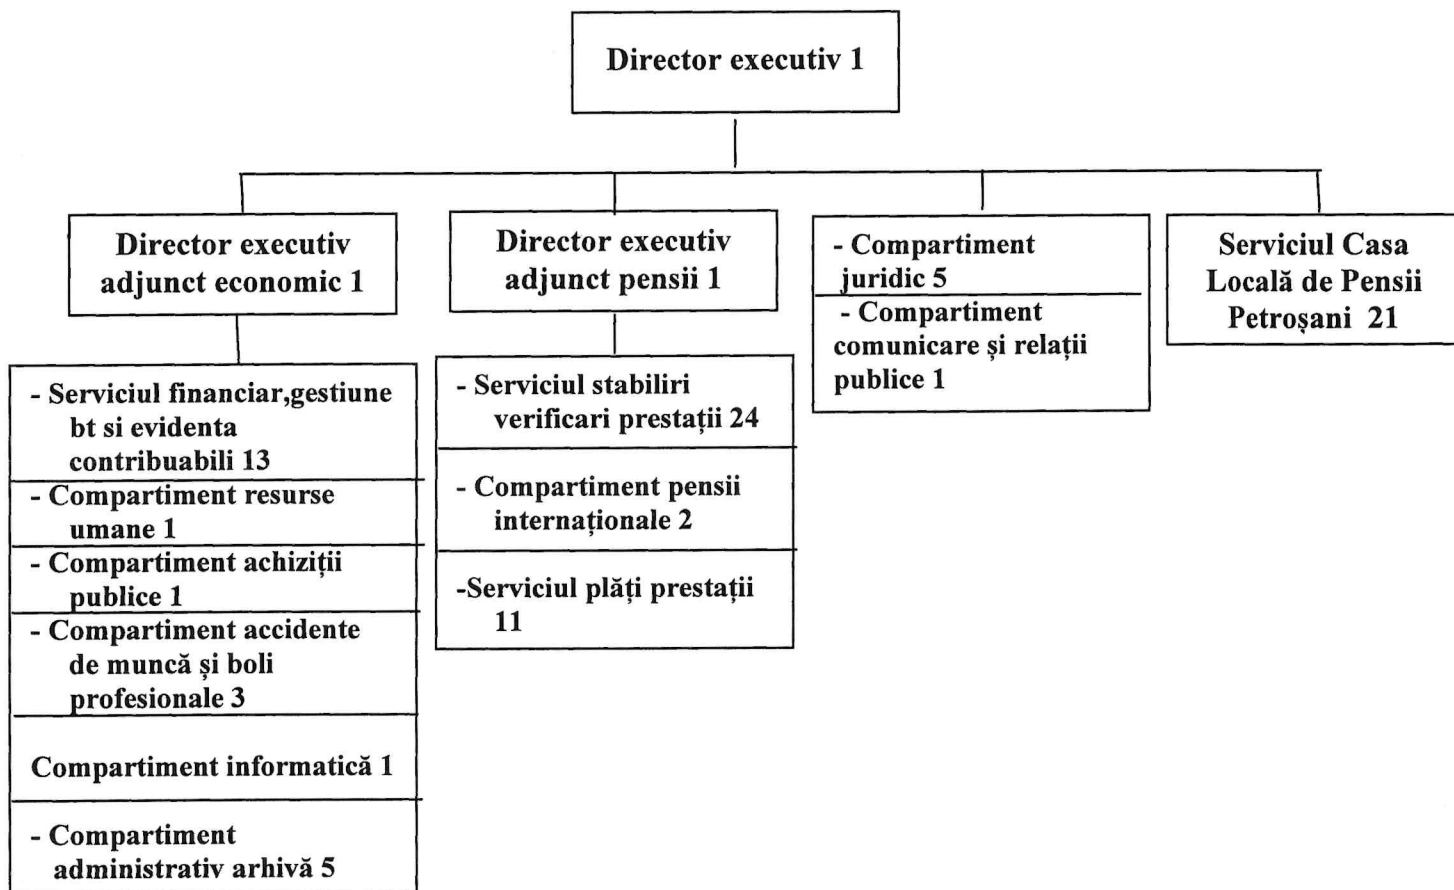 Director executiv 1
Director executiv
adjunct economic 1
Director executiv
adjunct pensii 1
- Compartiment
juridic 5
- Compartiment
comunicare și relații
publice 1
Serviciul Casa
Locală de Pensii
Petroșani 21
- Serviciul financiar,gestiune
bt si evidenta
contribuabili 13
- Compartiment resurse
umane 1
- Compartiment achiziții
publice 1
- Compartiment accidente
de muncă și boli
profesionale 3
Compartiment informatică 1
- Compartiment
administrativ arhivă 5
- Serviciul stabiliri
verificari prestații 24
- Compartiment pensii
internaționale 2
-Serviciul plăți prestații
11